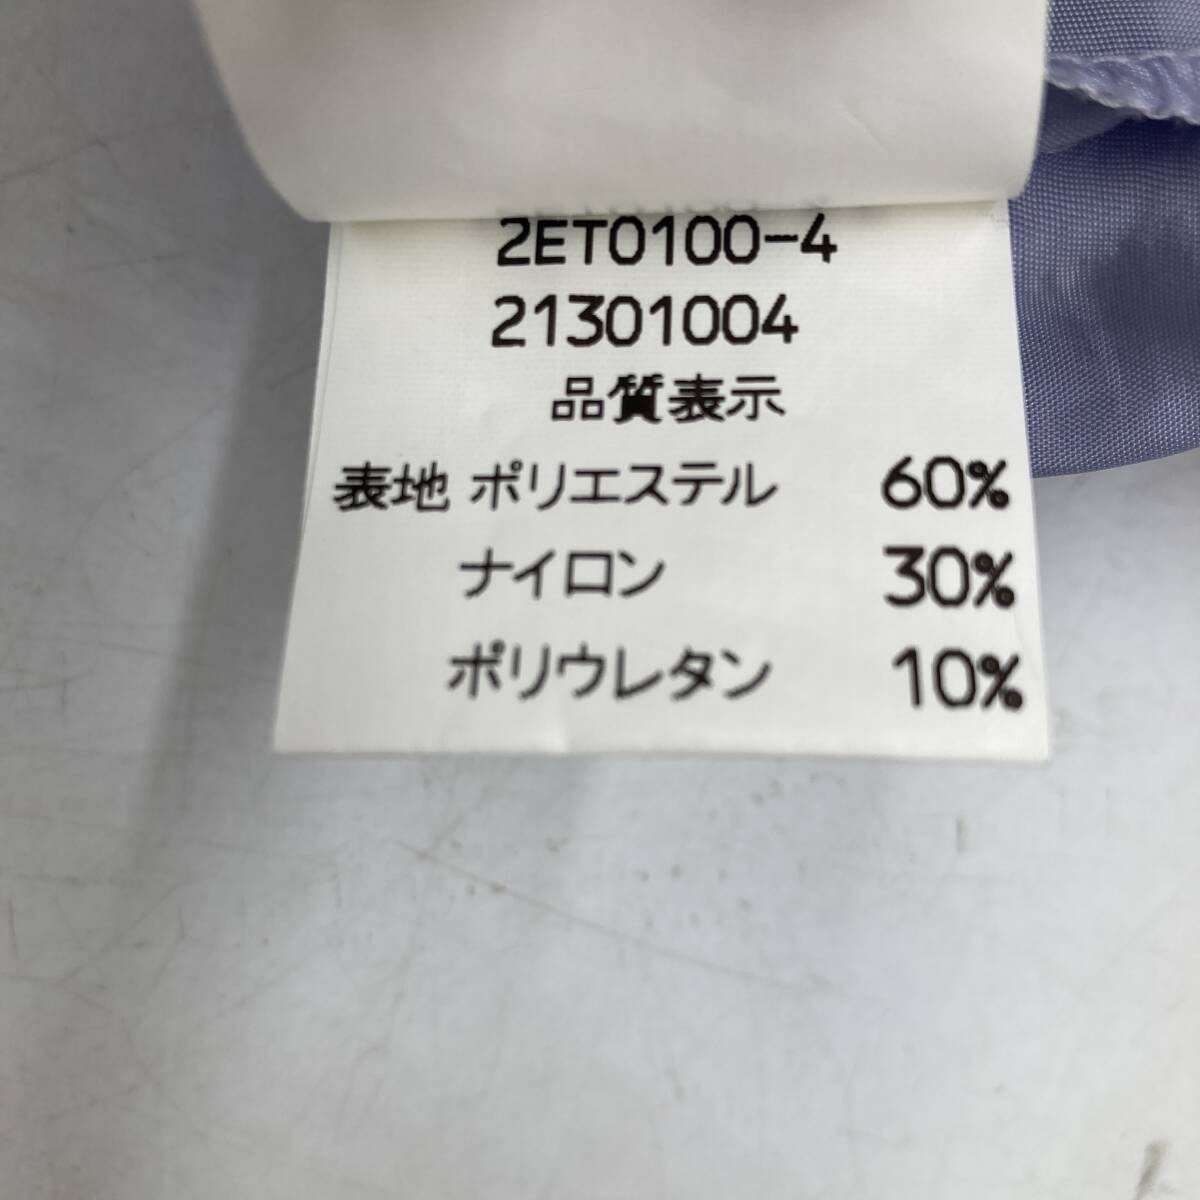 2ET0100-4
21301004
品質表示
表地 ポリエステル 60%
ナイロン 30%
ポリウレタン 10%